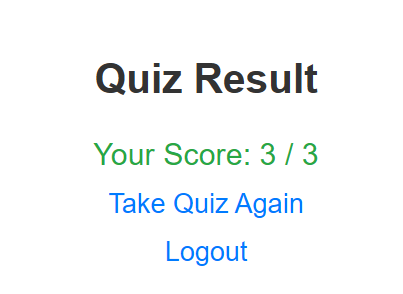 Quiz Result
Your Score: 3 / 3
Take Quiz Again
Logout